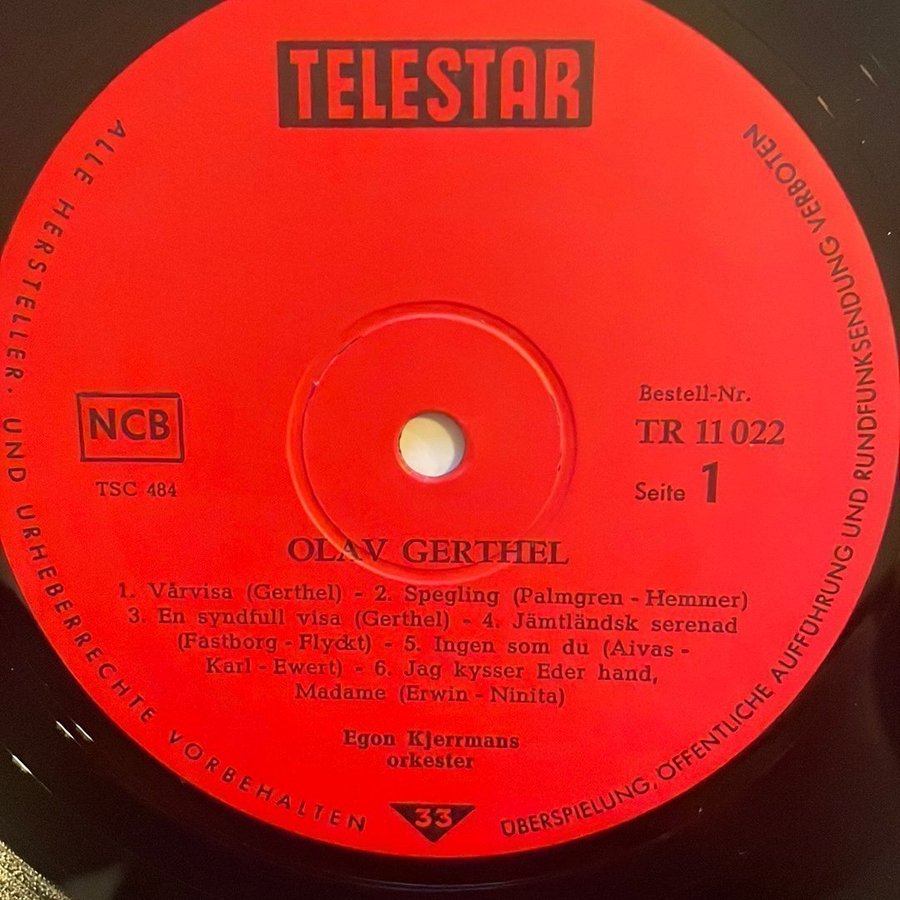 TELESTAR
ALLE HERSTELLER- UND URHEBERRECHTE VORBEHALTEN
NCB
TSC 484
Bestell-Nr.
TR 11 022
Seite 1
OLAV GERTHEL
1. Vårvisa (Gerthel) - 2. Spegling (Palmgren - Hemmer)
3. En syndfull visa (Gerthel) - 4. Jämtländsk serenad
(Fastborg - Flyckt) - 5. Ingen som du (Aivas -
Karl - Ewert) - 6. Jag kysser Eder hand,
Madame (Erwin - Ninita)
Egon Kjerrmans
orkester
33
ÜBERSPIELUNG, ÖFFENTLICHE AUFFÜHRUNG UND RUNDFUNKSENDUNG VERBOTEN